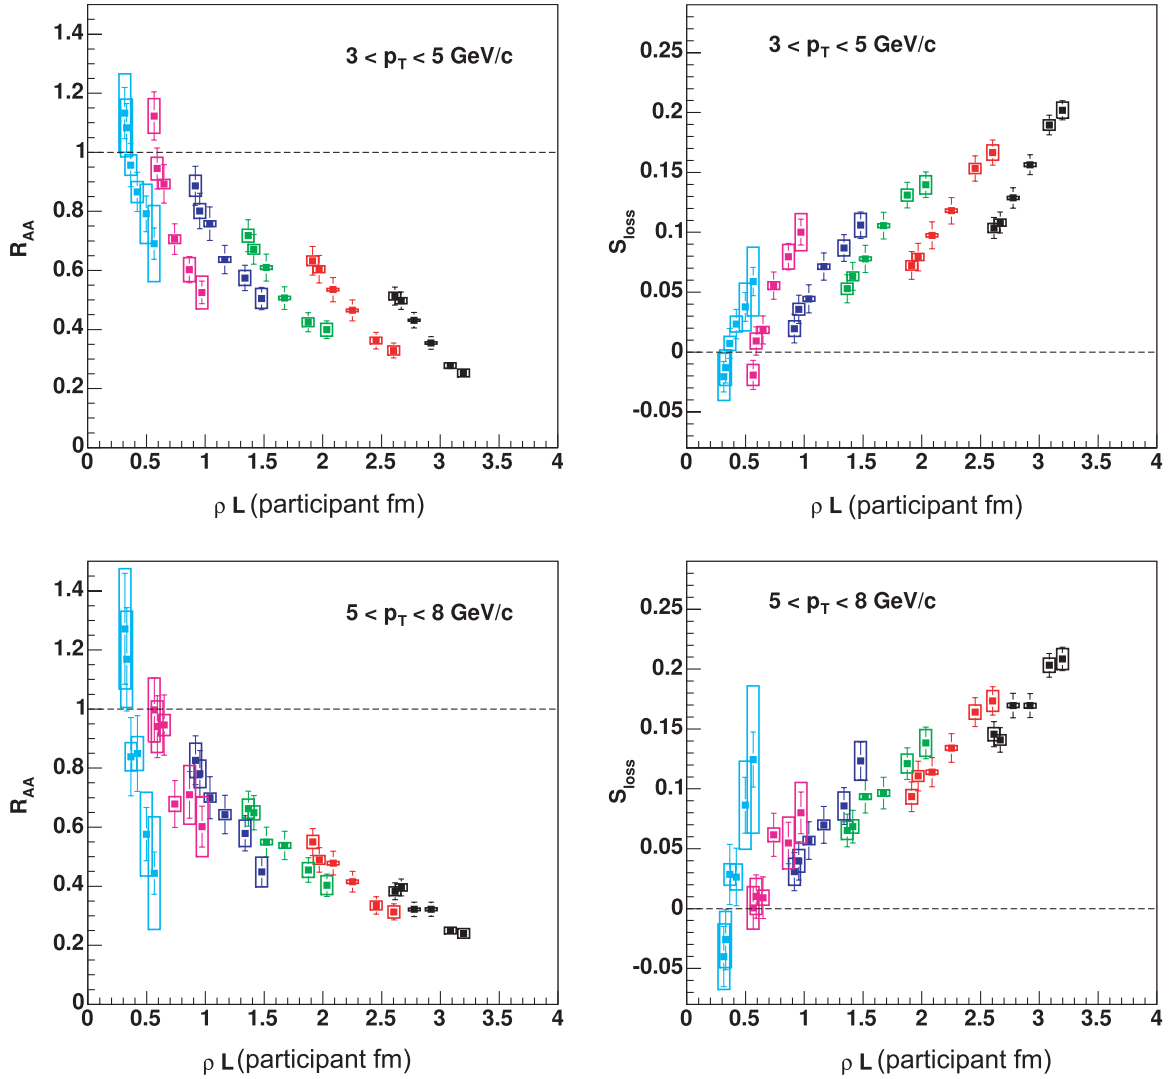 1.4
1.2
1
0.8
0.6
0.4
0.2
0
R_AA
3 < p_T < 5 GeV/c
0 0.5 1 1.5 2 2.5 3 3.5 4
ρ L (participant fm)
0.25
0.2
0.15
0.1
0.05
0
-0.05
S_loss
3 < p_T < 5 GeV/c
0 0.5 1 1.5 2 2.5 3 3.5 4
ρ L (participant fm)
1.4
1.2
1
0.8
0.6
0.4
0.2
0
R_AA
5 < p_T < 8 GeV/c
0 0.5 1 1.5 2 2.5 3 3.5 4
ρ L (participant fm)
0.25
0.2
0.15
0.1
0.05
0
-0.05
S_loss
5 < p_T < 8 GeV/c
0 0.5 1 1.5 2 2.5 3 3.5 4
ρ L (participant fm)